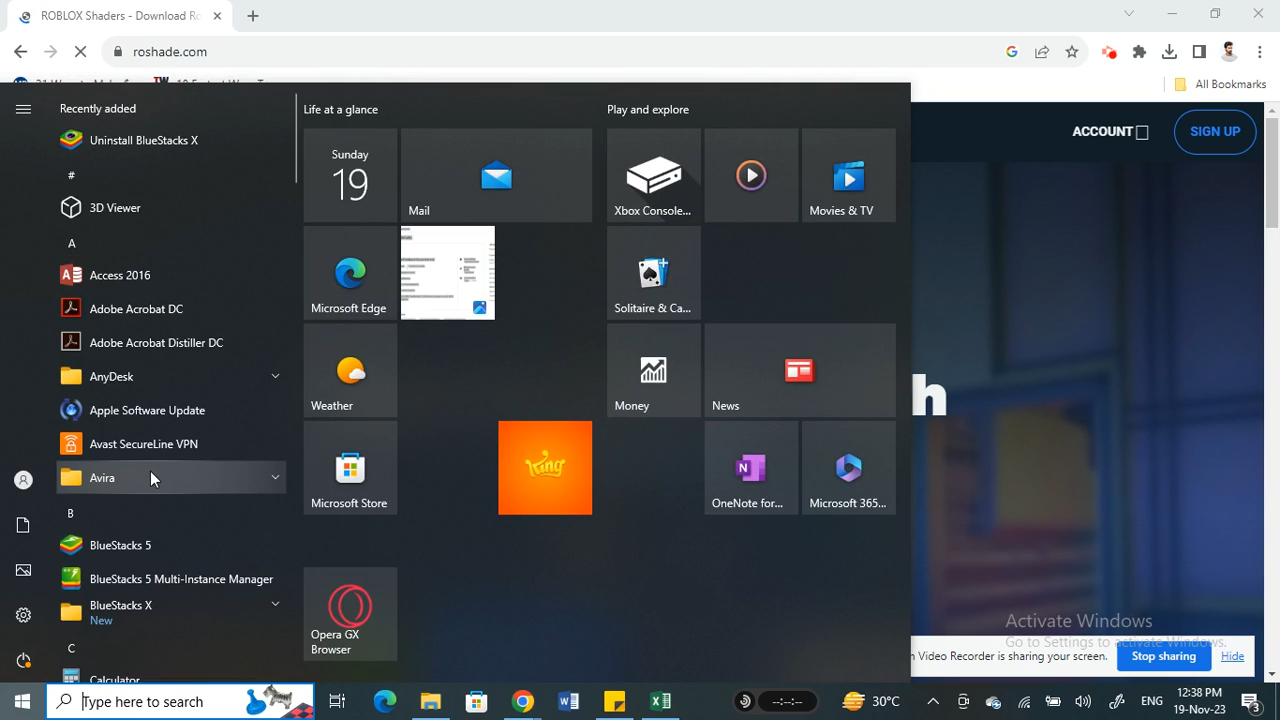 ROBLOX Shaders - Download Ro
roshade.com
All Bookmarks
Recently added
Uninstall BlueStacks X
#
3D Viewer
A
Access 2016
Adobe Acrobat DC
Adobe Acrobat Distiller DC
AnyDesk
Apple Software Update
Avast SecureLine VPN
Avira
B
BlueStacks 5
BlueStacks 5 Multi-Instance Manager
BlueStacks X
New
C
Calculator
Life at a glance
Sunday
19
Mail
Microsoft Edge
Weather
Microsoft Store
King
Opera GX
Browser
Play and explore
Xbox Console...
Movies & TV
Solitaire & Ca...
Money
News
OneNote for...
Microsoft 365...
ACCOUNT
SIGN UP
h
Activate Windows
Go to Settings to activate Windows.
n Video Recorder is sharing your screen.
Stop sharing
Hide
Type here to search
--:--:--
30°C
ENG
12:38 PM
19-Nov-23
3